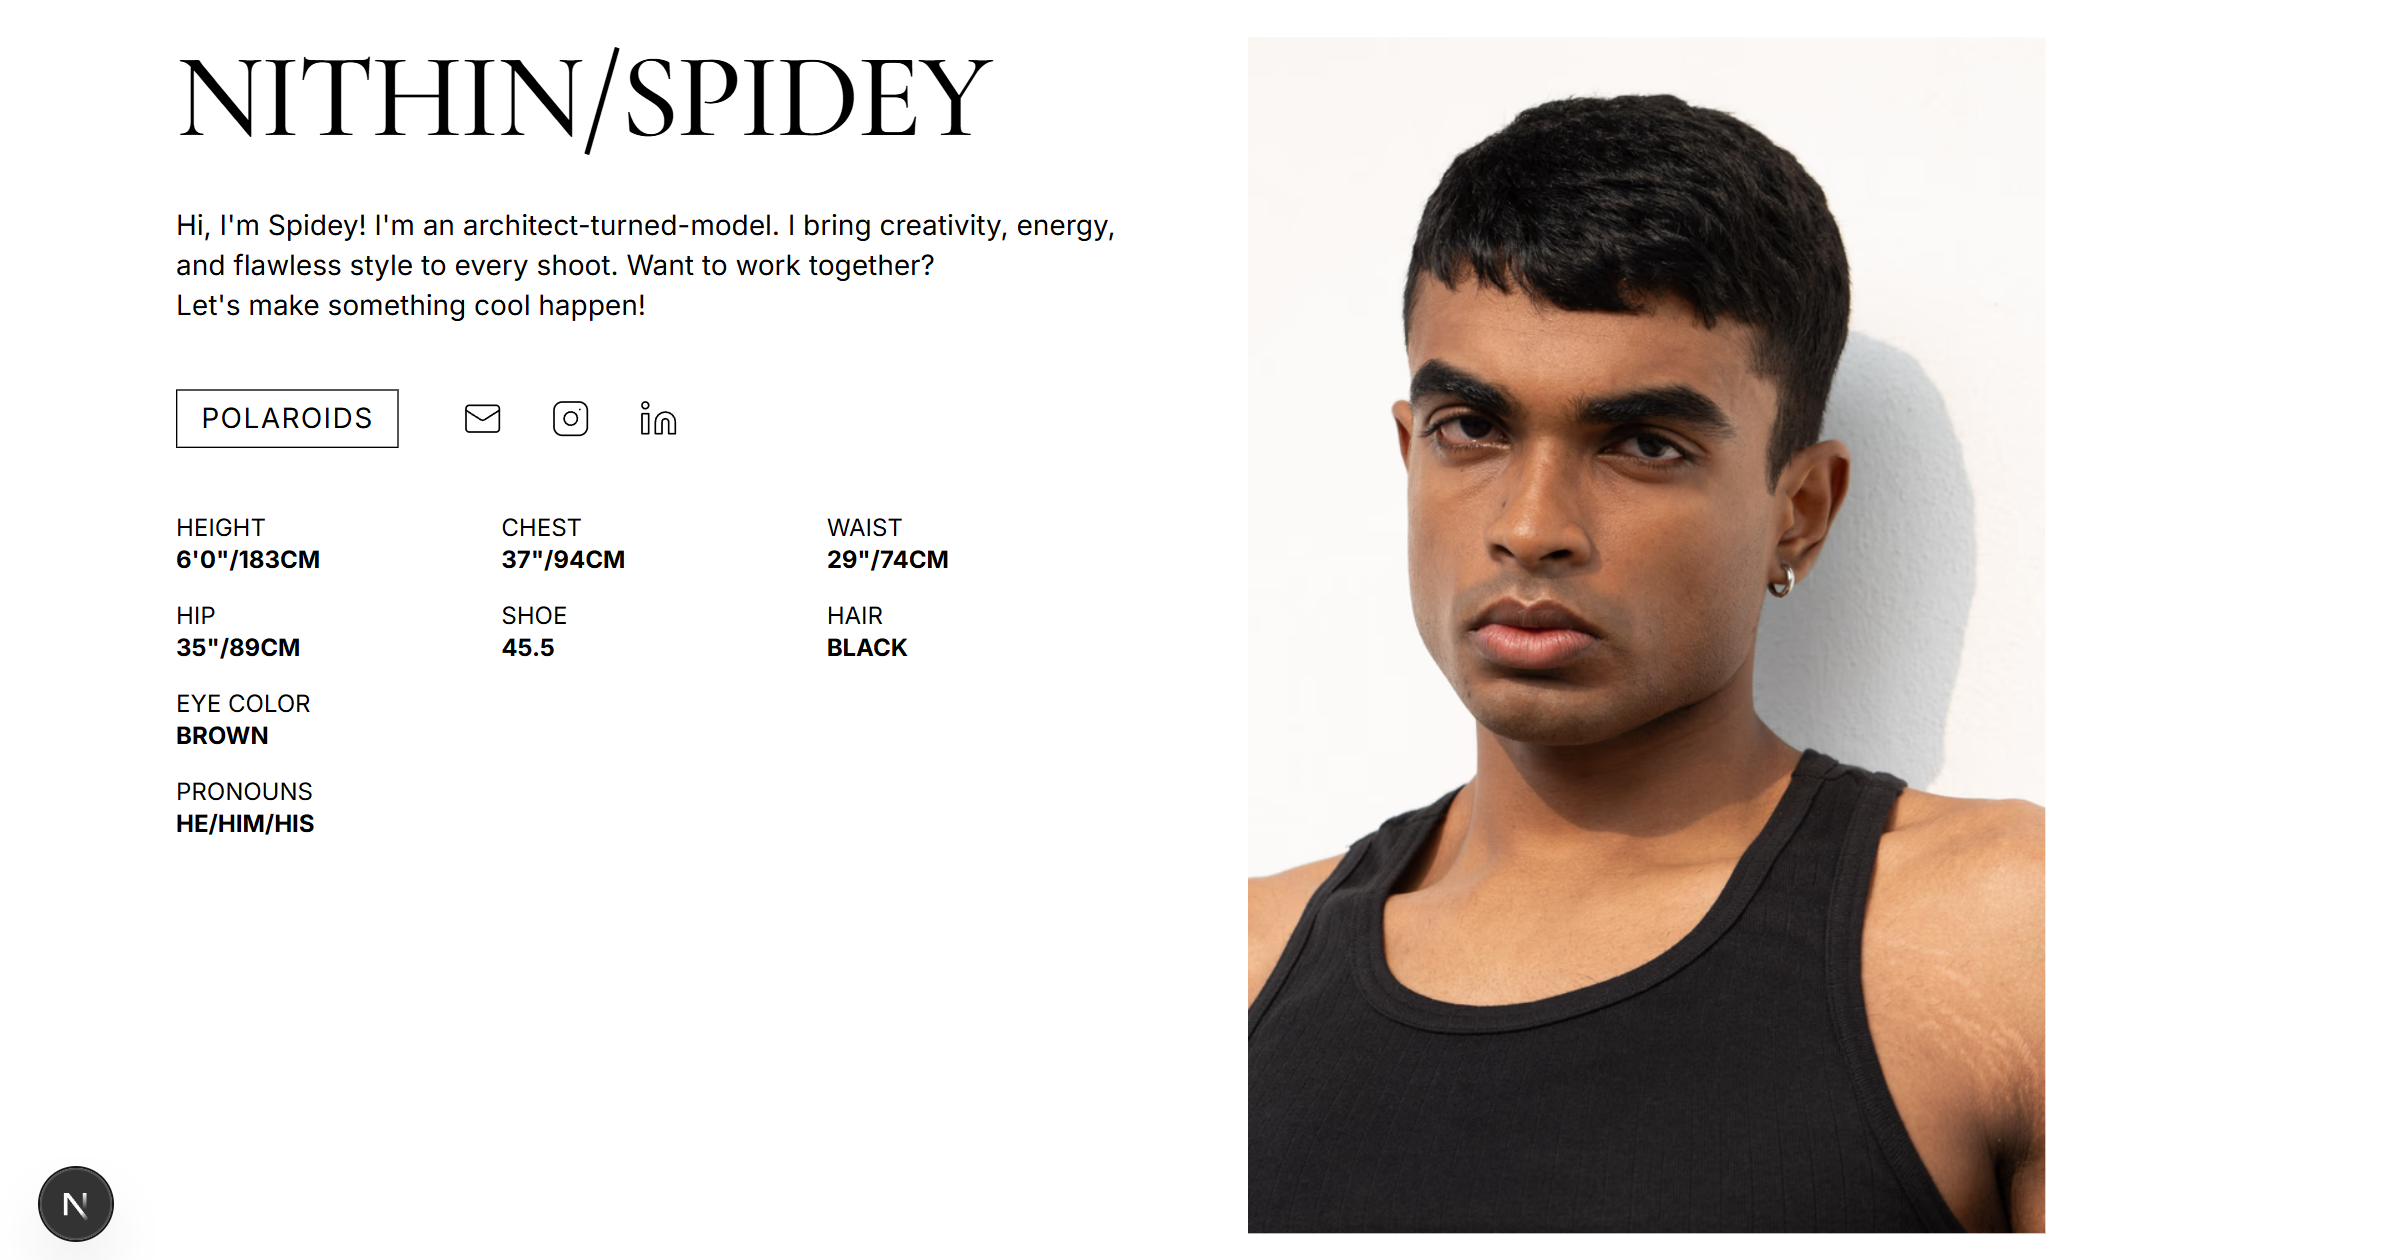 NITHIN/SPIDEY
Hi, I'm Spidey! I'm an architect-turned-model. I bring creativity, energy,
and flawless style to every shoot. Want to work together?
Let's make something cool happen!
POLAROIDS
in
HEIGHT
6'0"/183CM
CHEST
37"/94CM
WAIST
29"/74CM
HIP
35"/89CM
SHOE
45.5
HAIR
BLACK
EYE COLOR
BROWN
PRONOUNS
HE/HIM/HIS
N